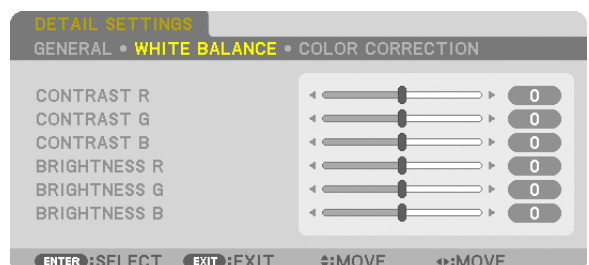 DETAIL SETTINGS
GENERAL • WHITE BALANCE • COLOR CORRECTION
CONTRAST R 0
CONTRAST G 0
CONTRAST B 0
BRIGHTNESS R 0
BRIGHTNESS G 0
BRIGHTNESS B 0
ENTER :SELECT EXIT :EXIT :MOVE :MOVE